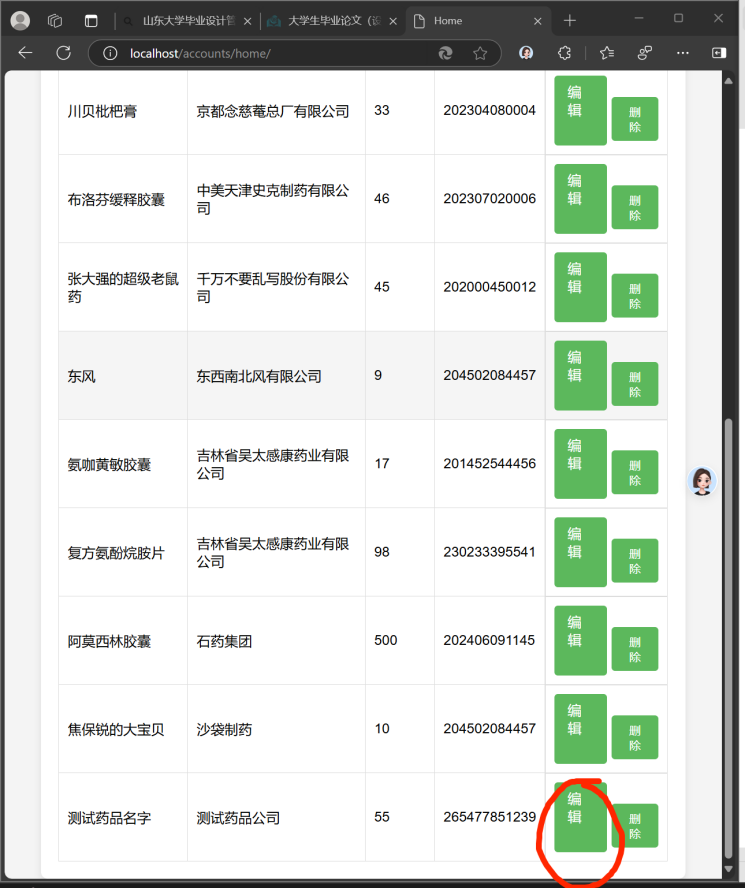 山东大学毕业设计管
大学生毕业论文（设
Home
localhost/accounts/home/
川贝枇杷膏
京都念慈菴总厂有限公司
33
202304080004
编
辑
删
除
布洛芬缓释胶囊
中美天津史克制药有限公
司
46
202307020006
编
辑
删
除
张大强的超级老鼠
药
千万不要乱写股份有限公
司
45
202000450012
编
辑
删
除
东风
东西南北风有限公司
9
204502084457
编
辑
删
除
氨咖黄敏胶囊
吉林省吴太感康药业有限
公司
17
201452544456
编
辑
删
除
复方氨酚烷胺片
吉林省吴太感康药业有限
公司
98
230233395541
编
辑
删
除
阿莫西林胶囊
石药集团
500
202406091145
编
辑
删
除
焦保锐的大宝贝
沙袋制药
10
204502084457
编
辑
删
除
测试药品名字
测试药品公司
55
265477851239
编
辑
删
除